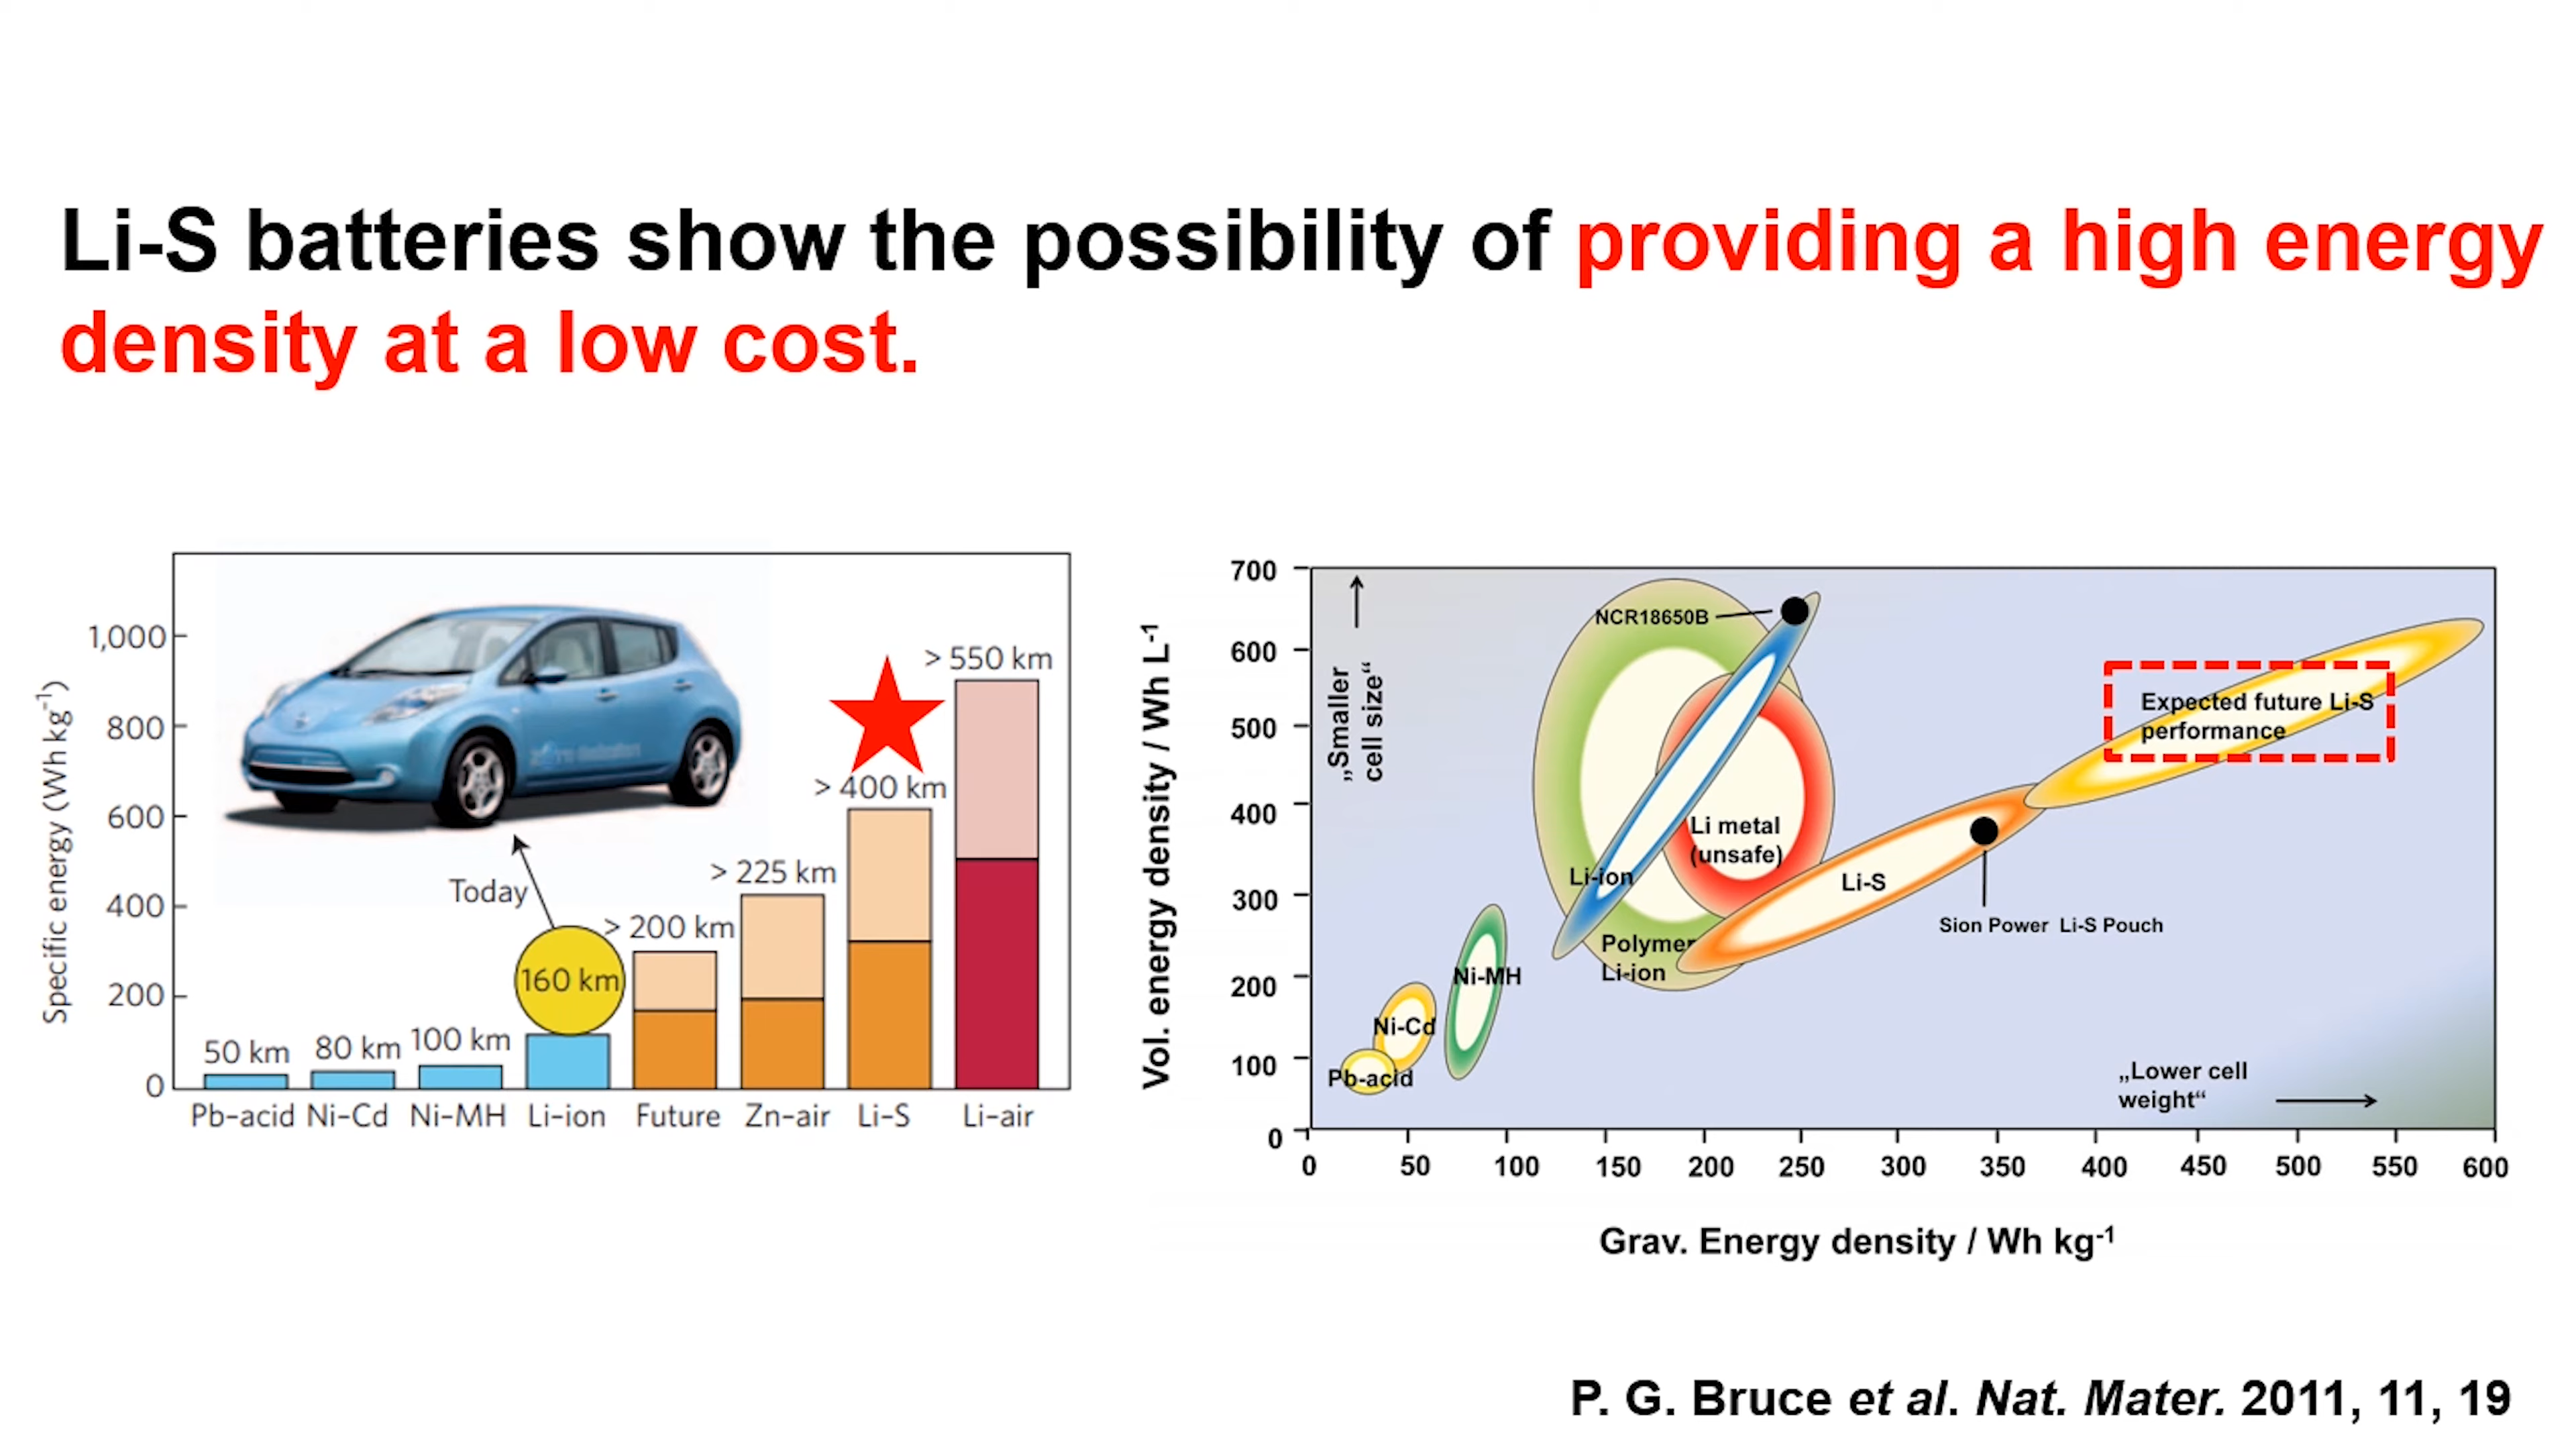 Li-S batteries show the possibility of providing a high energy
density at a low cost.
Specific energy (Wh kg-1)
1,000
800
600
400
200
0
Today
50 km
80 km
100 km
160 km
> 200 km
> 225 km
> 400 km
> 550 km
Pb-acid
Ni-Cd
Ni-MH
Li-ion
Future
Zn-air
Li-S
Li-air
Vol. energy density / Wh L-1
700
600
500
400
300
200
100
0
„Smaller
cell size“
NCR18650B
Expected future Li-S
performance
Li metal
(unsafe)
Li-ion
Li-S
Sion Power Li-S Pouch
Polymer
Li-ion
Ni-MH
Ni-Cd
Pb-acid
„Lower cell
weight“
0
50
100
150
200
250
300
350
400
450
500
550
600
Grav. Energy density / Wh kg-1
P. G. Bruce et al. Nat. Mater. 2011, 11, 19